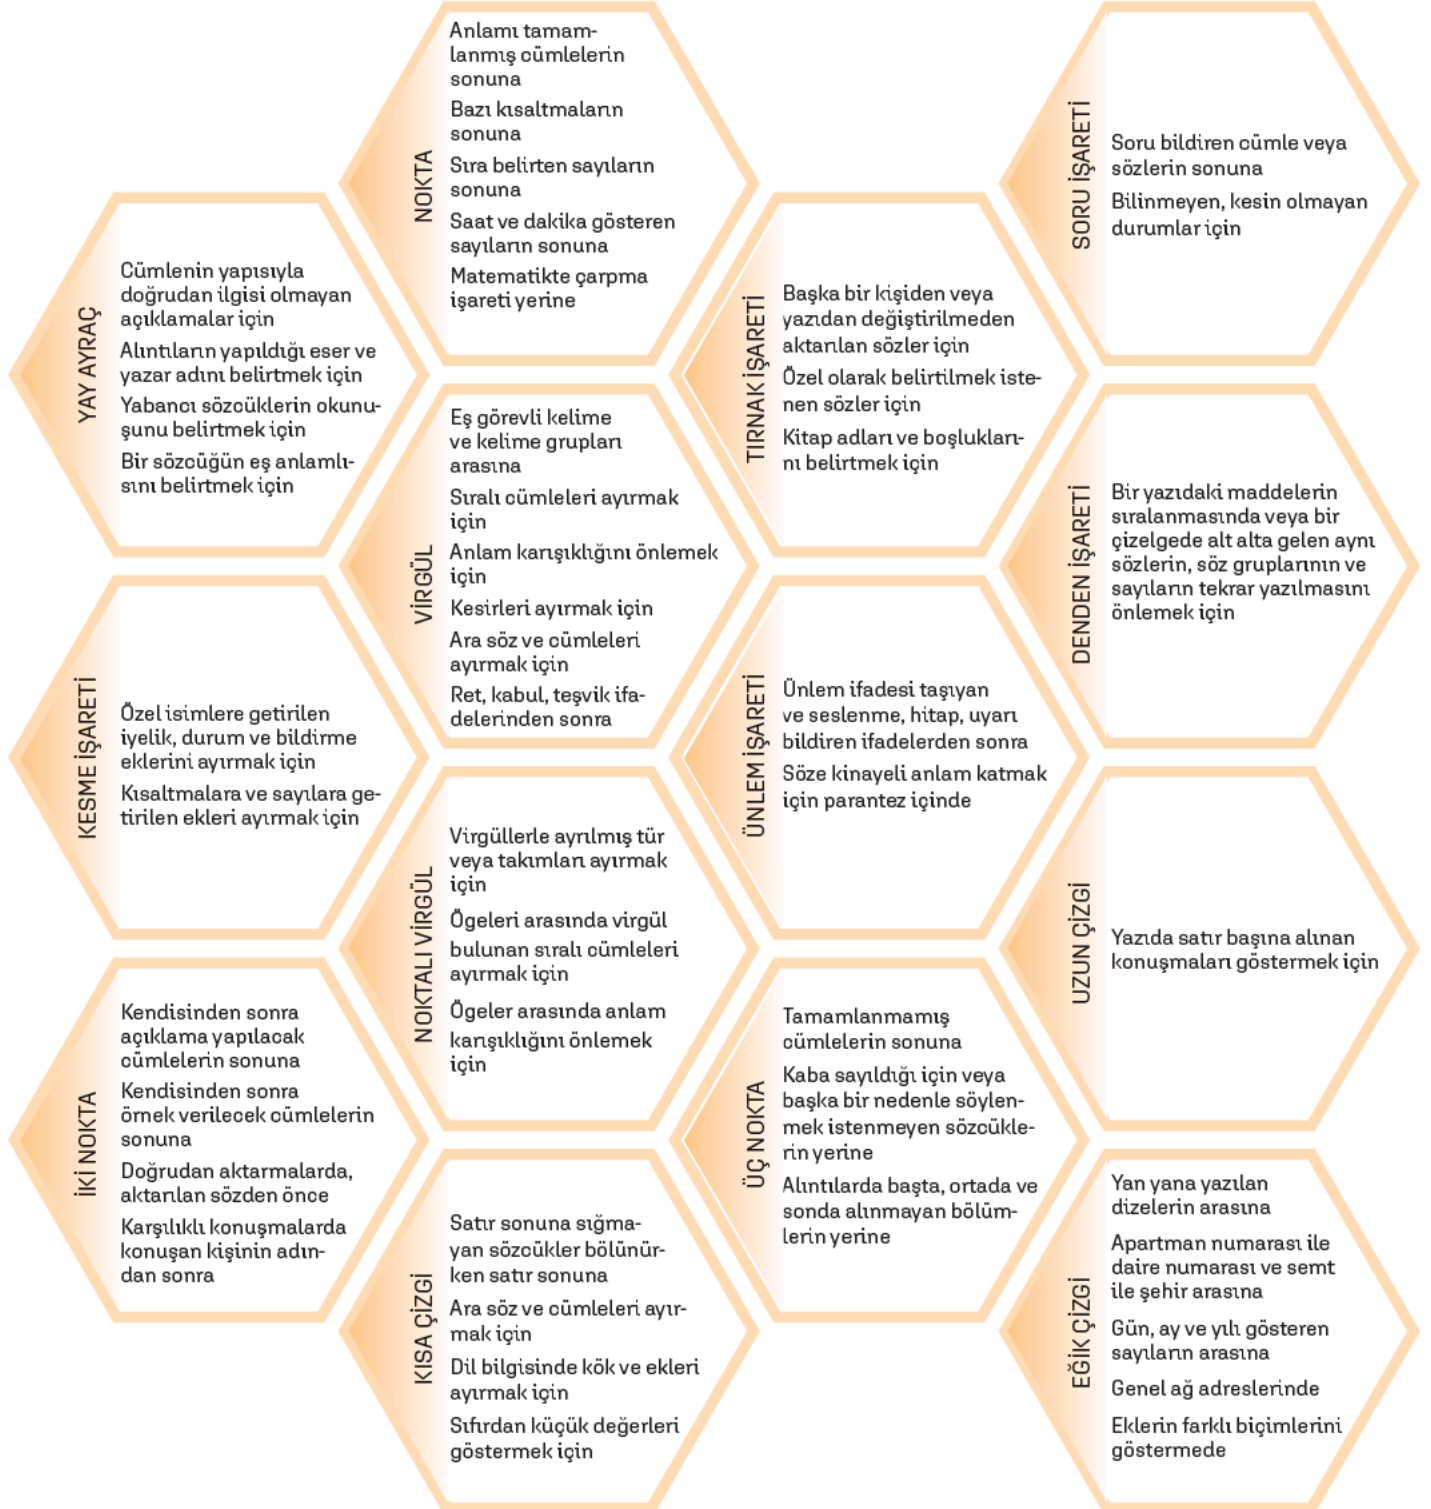 NOKTA
Anlamı tamam-
lanmış cümlelerin
sonuna
Bazı kısaltmaların
sonuna
Sıra belirten sayıların
sonuna
Saat ve dakika gösteren
sayıların sonuna
Matematikte çarpma
işareti yerine
SORU İŞARETİ
Soru bildiren cümle veya
sözlerin sonuna
Bilinmeyen, kesin olmayan
durumlar için
YAY AYRAÇ
Cümlenin yapısıyla
doğrudan ilgisi olmayan
açıklamalar için
Alıntıların yapıldığı eser ve
yazar adını belirtmek için
Yabancı sözcüklerin okunu-
şunu belirtmek için
Bir sözcüğün eş anlamlı-
sını belirtmek için
TIRNAK İŞARETİ
Başka bir kişiden veya
yazıdan değiştirilmeden
aktarılan sözler için
Özel olarak belirtilmek iste-
nen sözler için
Kitap adları ve boşlukları-
nı belirtmek için
VİRGÜL
Eş görevli kelime
ve kelime grupları
arasına
Sıralı cümleleri ayırmak
için
Anlam karışıklığını önlemek
için
Kesirleri ayırmak için
Ara söz ve cümleleri
ayırmak için
Ret, kabul, teşvik ifa-
delerinden sonra
DENDEN İŞARETİ
Bir yazıdaki maddelerin
sıralanmasında veya bir
çizelgede alt alta gelen aynı
sözlerin, söz gruplarının ve
sayıların tekrar yazılmasını
önlemek için
KESME İŞARETİ
Özel isimlere getirilen
iyelik, durum ve bildirme
eklerini ayırmak için
Kısaltmalara ve sayılara ge-
tirilen ekleri ayırmak için
ÜNLEM İŞARETİ
Ünlem ifadesi taşıyan
ve seslenme, hitap, uyarı
bildiren ifadelerden sonra
Söze kinayeli anlam katmak
için parantez içinde
NOKTALI VİRGÜL
Virgüllerle ayrılmış tür
veya takımları ayırmak
için
Ögeleri arasında virgül
bulunan sıralı cümleleri
ayırmak için
Ögeler arasında anlam
karışıklığını önlemek
için
UZUN ÇİZGİ
Yazıda satır başına alınan
konuşmaları göstermek için
İKİ NOKTA
Kendisinden sonra
açıklama yapılacak
cümlelerin sonuna
Kendisinden sonra
örnek verilecek cümlelerin
sonuna
Doğrudan aktarmalarda,
aktarılan sözden önce
Karşılıklı konuşmalarda
konuşan kişinin adın-
dan sonra
ÜÇ NOKTA
Tamamlanmamış
cümlelerin sonuna
Kaba sayıldığı için veya
başka bir nedenle söylen-
mek istenmeyen sözcükle-
rin yerine
Alıntılarda başta, ortada ve
sonda alınmayan bölüm-
lerin yerine
KISA ÇİZGİ
Satır sonuna sığma-
yan sözcükler bölünür-
ken satır sonuna
Ara söz ve cümleleri ayır-
mak için
Dil bilgisinde kök ve ekleri
ayırmak için
Sıfırdan küçük değerleri
göstermek için
EĞİK ÇİZGİ
Yan yana yazılan
dizelerin arasına
Apartman numarası ile
daire numarası ve semt
ile şehir arasına
Gün, ay ve yılı gösteren
sayıların arasına
Genel ağ adreslerinde
Eklerin farklı biçimlerini
göstermede